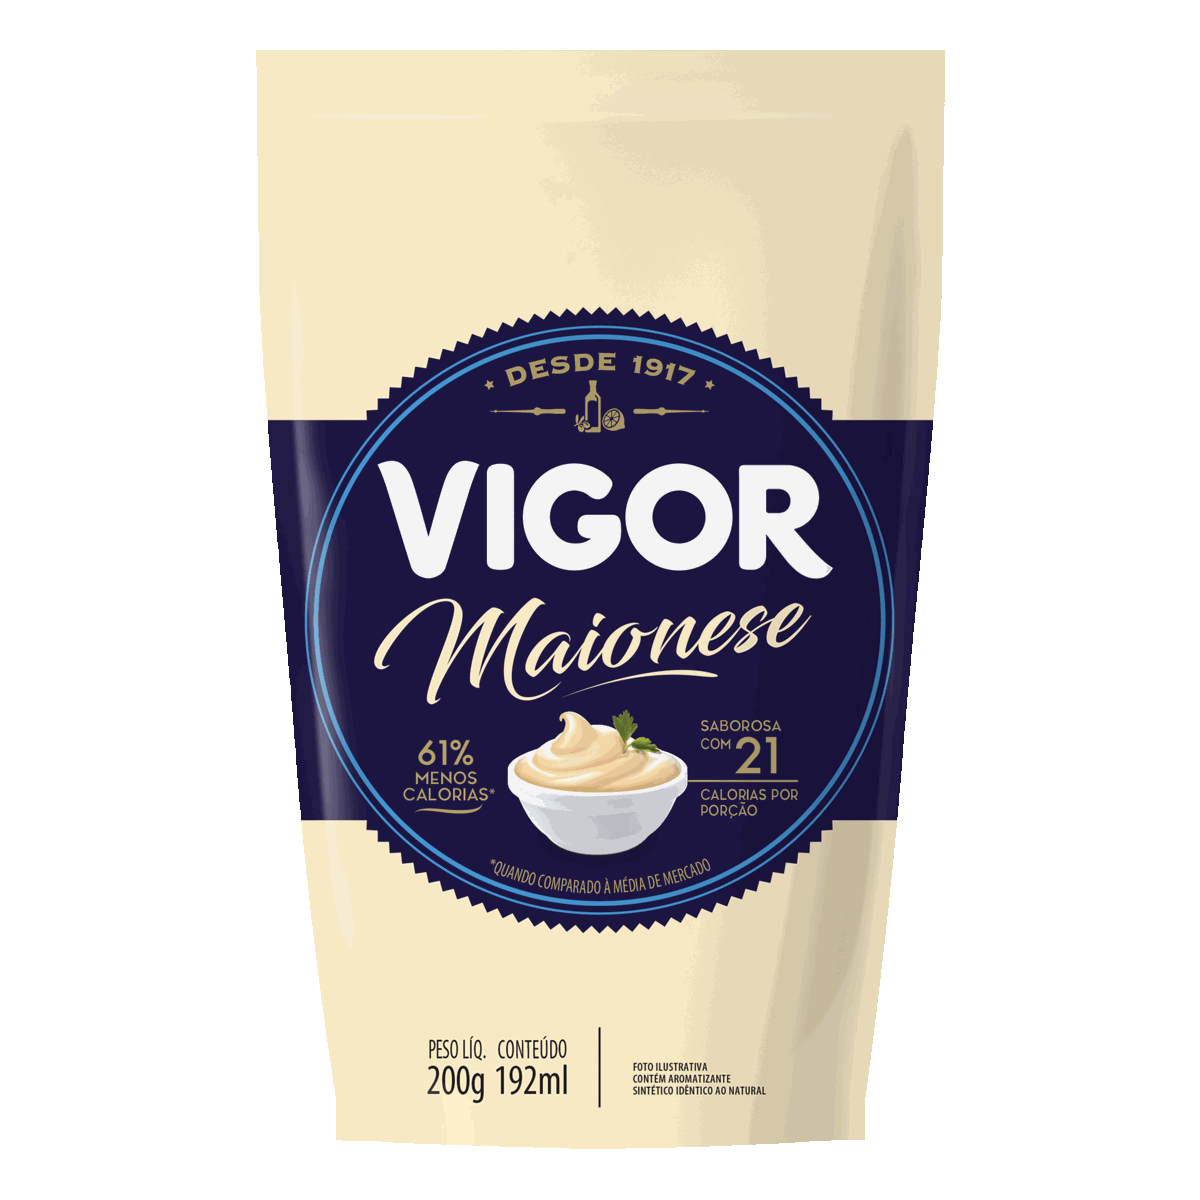 DESDE 1917
VIGOR
Maionese
61%
MENOS
CALORIAS*
SABOROSA
COM 21
CALORIAS POR
PORÇÃO
*QUANDO COMPARADO À MÉDIA DE MERCADO
PESO LÍQ. CONTEÚDO
200g 192ml
FOTO ILUSTRATIVA
CONTÉM AROMATIZANTE
SINTÉTICO IDÊNTICO AO NATURAL